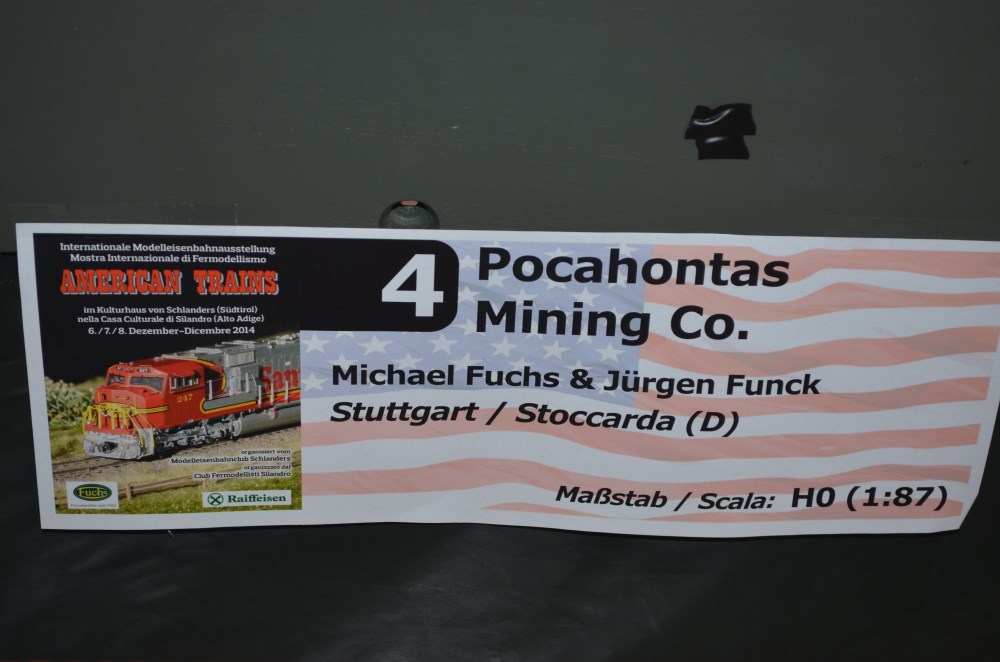 Internationale Modelleisenbahnausstellung
Mostra Internazionale di Fermodellismo
AMERICAN TRAINS
im Kulturhaus von Schlanders (Südtirol)
nella Casa Culturale di Silandro (Alto Adige)
6./7./8. Dezember–Dicembre 2014
247
San
organisiert vom
Modelleisenbahnclub Schlanders
organizzato dal
Club Fermodellisti Silandro
Fuchs
Raiffeisen
4
Pocahontas
Mining Co.
Michael Fuchs & Jürgen Funck
Stuttgart / Stoccarda (D)
Maßstab / Scala: H0 (1:87)